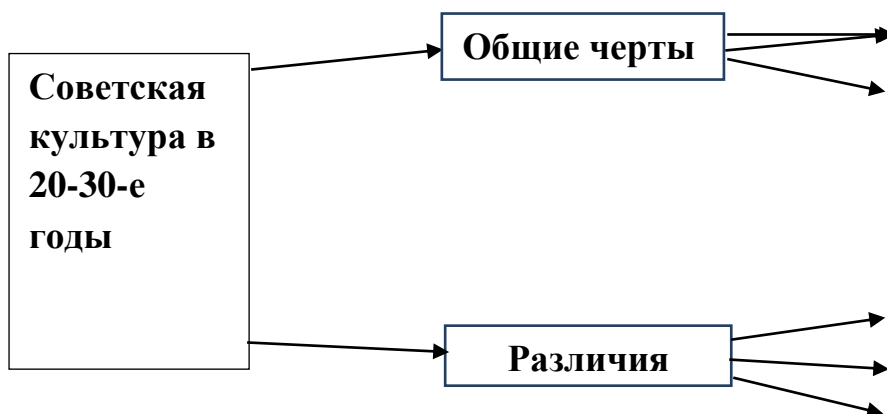 Общие черты
Советская
культура в
20-30-е
годы
Различия